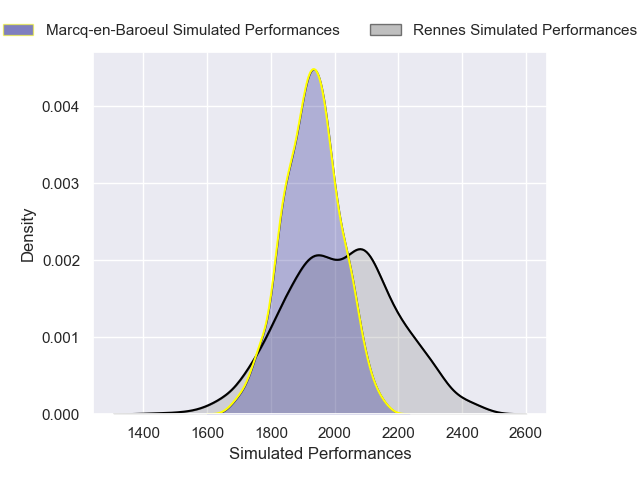 Marcq-en-Baroeul Simulated Performances Rennes Simulated Performances
0.004
0.003
0.002
0.001
0.000
Density
1400 1600 1800 2000 2200 2400 2600
Simulated Performances